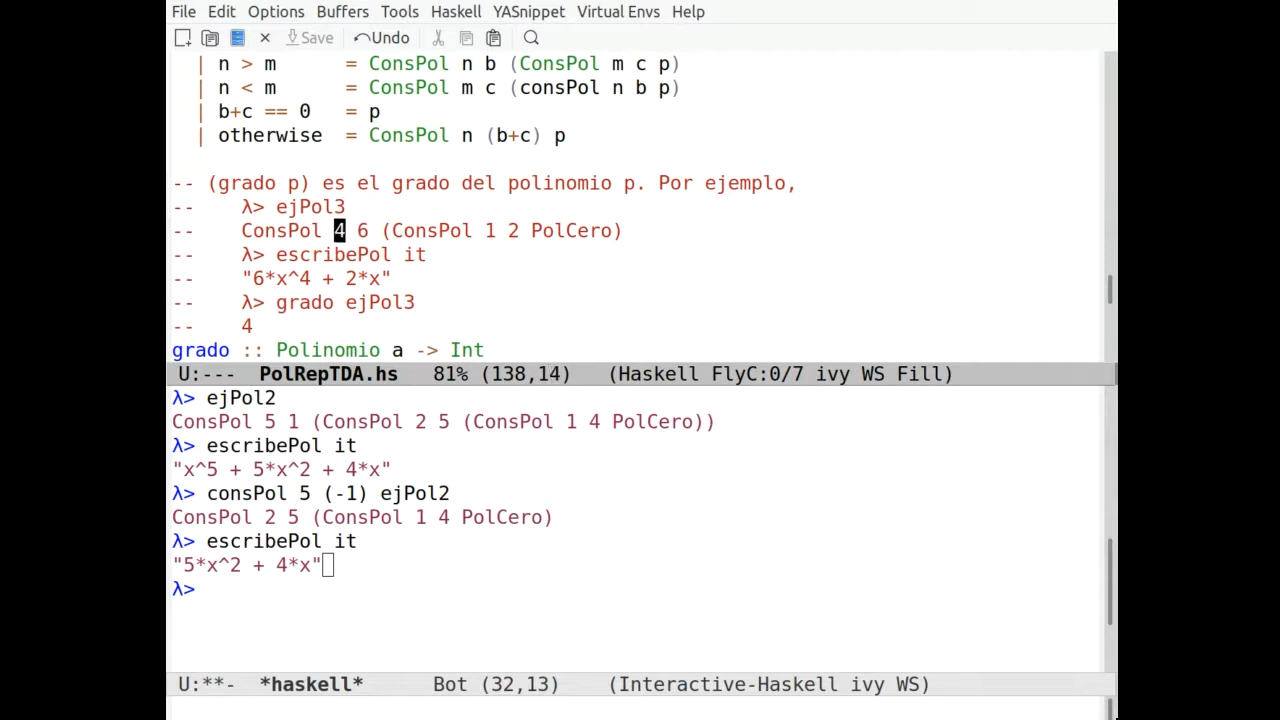 File Edit Options Buffers Tools Haskell YASnippet Virtual Envs Help
Save Undo
| n > m      = ConsPol n b (ConsPol m c p)
| n < m      = ConsPol m c (consPol n b p)
| b+c == 0   = p
| otherwise  = ConsPol n (b+c) p
-- (grado p) es el grado del polinomio p. Por ejemplo,
--    λ> ejPol3
--    ConsPol 4 6 (ConsPol 1 2 PolCero)
--    λ> escribePol it
--    "6*x^4 + 2*x"
--    λ> grado ejPol3
--    4
grado :: Polinomio a -> Int
U:---  PolRepTDA.hs   81% (138,14)   (Haskell FlyC:0/7 ivy WS Fill)
λ> ejPol2
ConsPol 5 1 (ConsPol 2 5 (ConsPol 1 4 PolCero))
λ> escribePol it
"x^5 + 5*x^2 + 4*x"
λ> consPol 5 (-1) ejPol2
ConsPol 2 5 (ConsPol 1 4 PolCero)
λ> escribePol it
"5*x^2 + 4*x"
λ>
U:**-  *haskell*      Bot (32,13)    (Interactive-Haskell ivy WS)